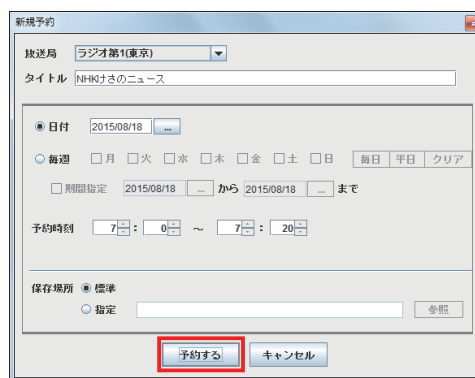 新規予約
放送局 ラジオ第1(東京)
タイトル NHKけさのニュース
日付 2015/08/18 ...
毎週 月 火 水 木 金 土 日 毎日 平日 クリア
期間指定 2015/08/18 ... から 2015/08/18 ... まで
予約時刻 7 : 0 ～ 7 : 20
保存場所 標準
指定 参照
予約する キャンセル